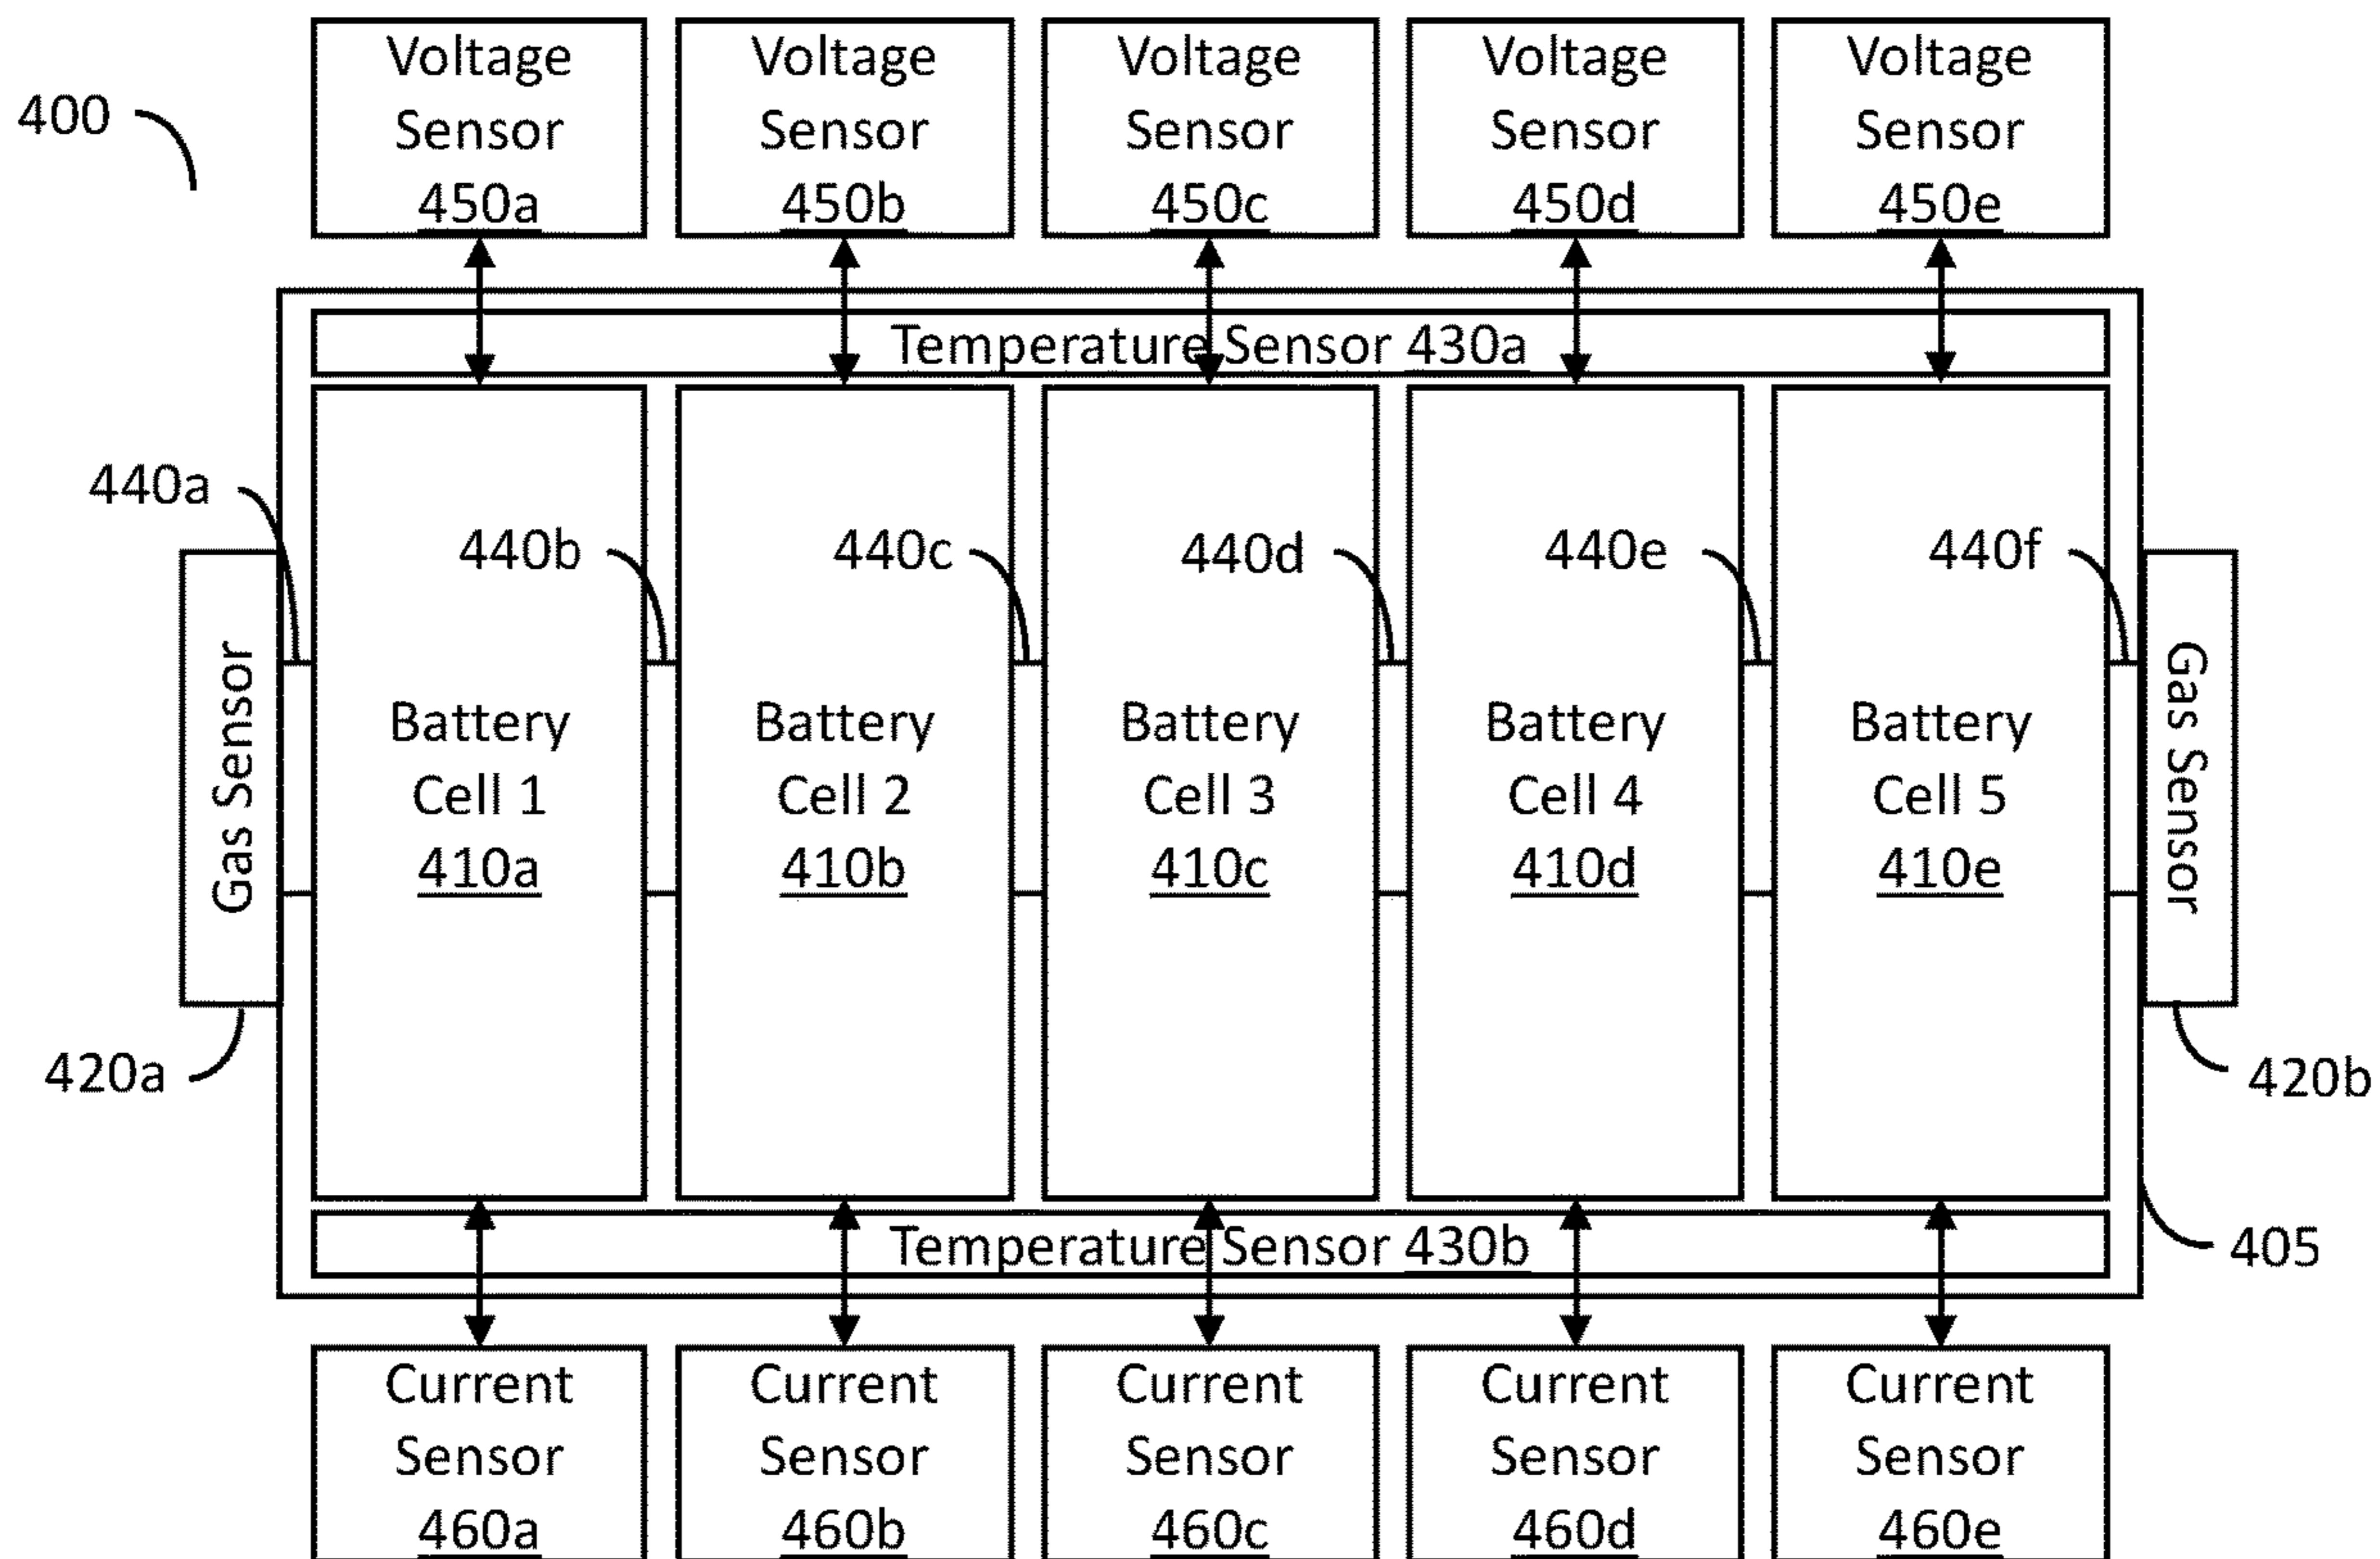 400
Voltage
Sensor
450a
Voltage
Sensor
450b
Voltage
Sensor
450c
Voltage
Sensor
450d
Voltage
Sensor
450e
Temperature Sensor 430a
440a
440b
440c
440d
440e
440f
Gas Sensor
Battery
Cell 1
410a
Battery
Cell 2
410b
Battery
Cell 3
410c
Battery
Cell 4
410d
Battery
Cell 5
410e
Gas Sensor
420a
420b
Temperature Sensor 430b
405
Current
Sensor
460a
Current
Sensor
460b
Current
Sensor
460c
Current
Sensor
460d
Current
Sensor
460e